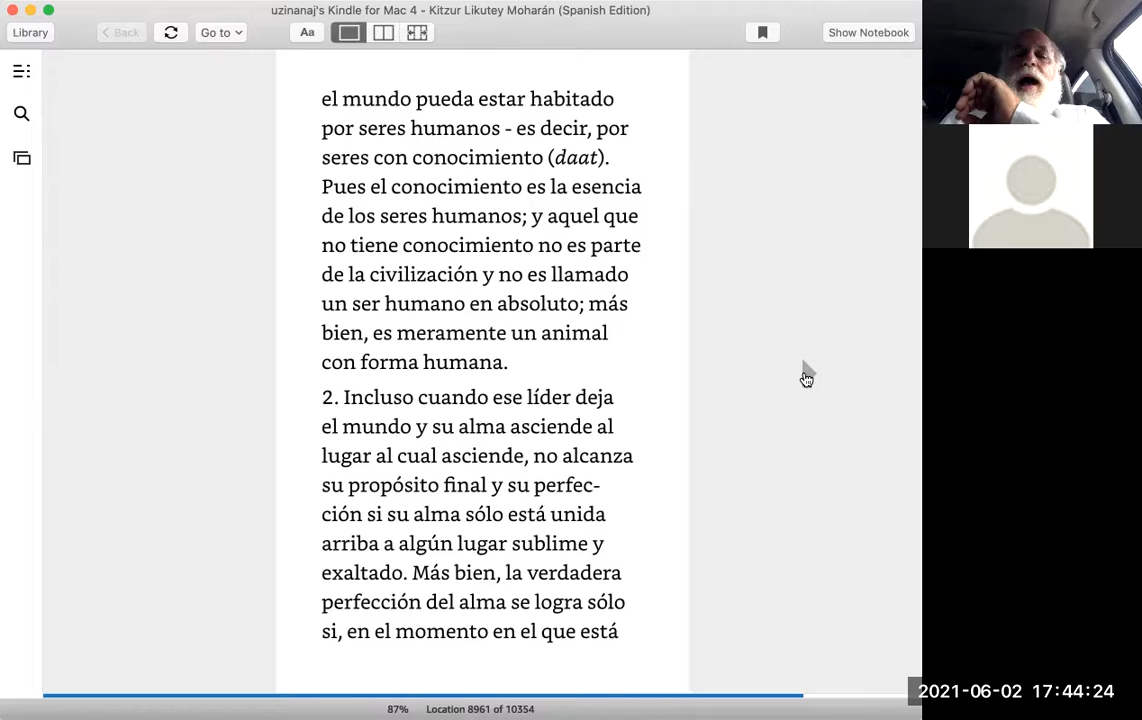 uzinanaj's Kindle for Mac 4 - Kitzur Likutey Moharán (Spanish Edition)
Library
Back
Go to
Aa
Show Notebook
el mundo pueda estar habitado
por seres humanos - es decir, por
seres con conocimiento (daat).
Pues el conocimiento es la esencia
de los seres humanos; y aquel que
no tiene conocimiento no es parte
de la civilización y no es llamado
un ser humano en absoluto; más
bien, es meramente un animal
con forma humana.
2. Incluso cuando ese líder deja
el mundo y su alma asciende al
lugar al cual asciende, no alcanza
su propósito final y su perfec-
ción si su alma sólo está unida
arriba a algún lugar sublime y
exaltado. Más bien, la verdadera
perfección del alma se logra sólo
si, en el momento en el que está
87% Location 8961 of 10354
2021-06-02 17:44:24